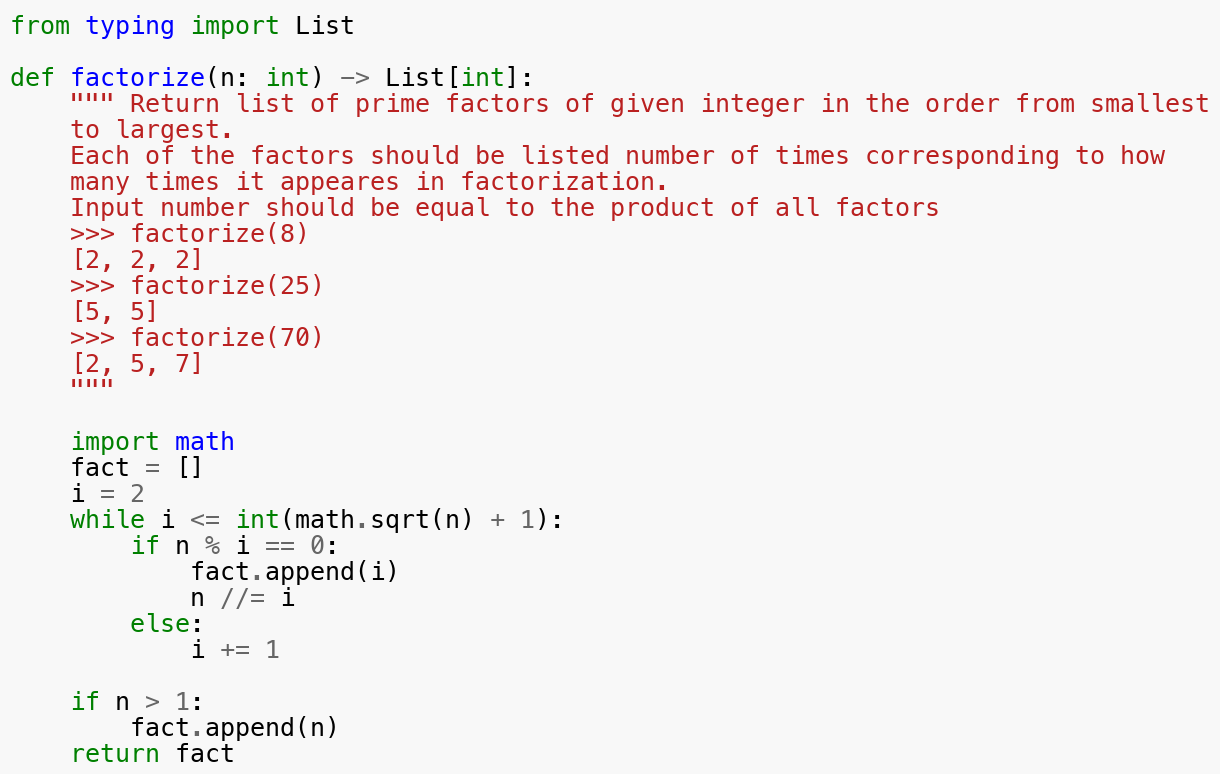 from typing import List

def factorize(n: int) -> List[int]:
    """ Return list of prime factors of given integer in the order from smallest
    to largest.
    Each of the factors should be listed number of times corresponding to how
    many times it appeares in factorization.
    Input number should be equal to the product of all factors
    >>> factorize(8)
    [2, 2, 2]
    >>> factorize(25)
    [5, 5]
    >>> factorize(70)
    [2, 5, 7]
    """

    import math
    fact = []
    i = 2
    while i <= int(math.sqrt(n) + 1):
        if n % i == 0:
            fact.append(i)
            n //= i
        else:
            i += 1

    if n > 1:
        fact.append(n)
    return fact